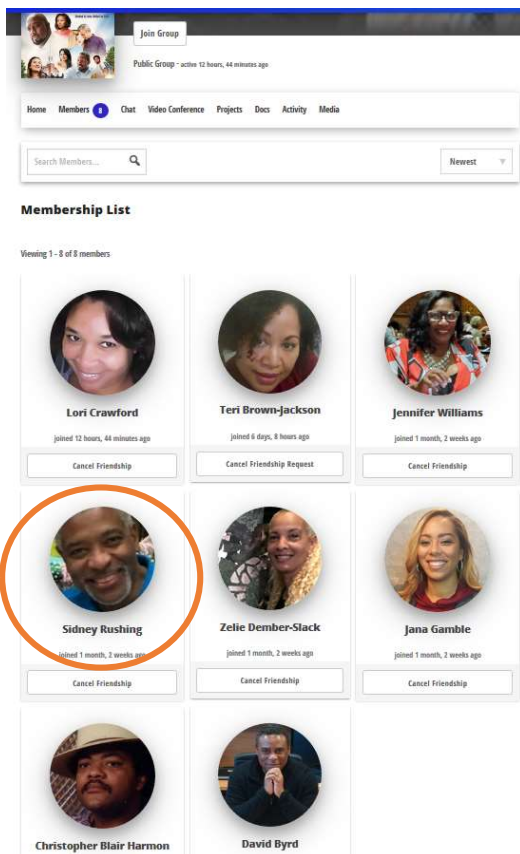 Join Group
Public Group - active 12 hours, 44 minutes ago
Home Members 8 Chat Video Conference Projects Docs Activity Media
Search Members... Newest
Membership List
Viewing 1 - 8 of 8 members
Lori Crawford
joined 12 hours, 44 minutes ago
Cancel Friendship
Teri Brown-Jackson
joined 6 days, 8 hours ago
Cancel Friendship Request
Jennifer Williams
joined 1 month, 2 weeks ago
Cancel Friendship
Sidney Rushing
joined 1 month, 2 weeks ago
Cancel Friendship
Zelie Dember-Slack
joined 1 month, 2 weeks ago
Cancel Friendship
Jana Gamble
joined 1 month, 2 weeks ago
Cancel Friendship
Christopher Blair Harmon
David Byrd